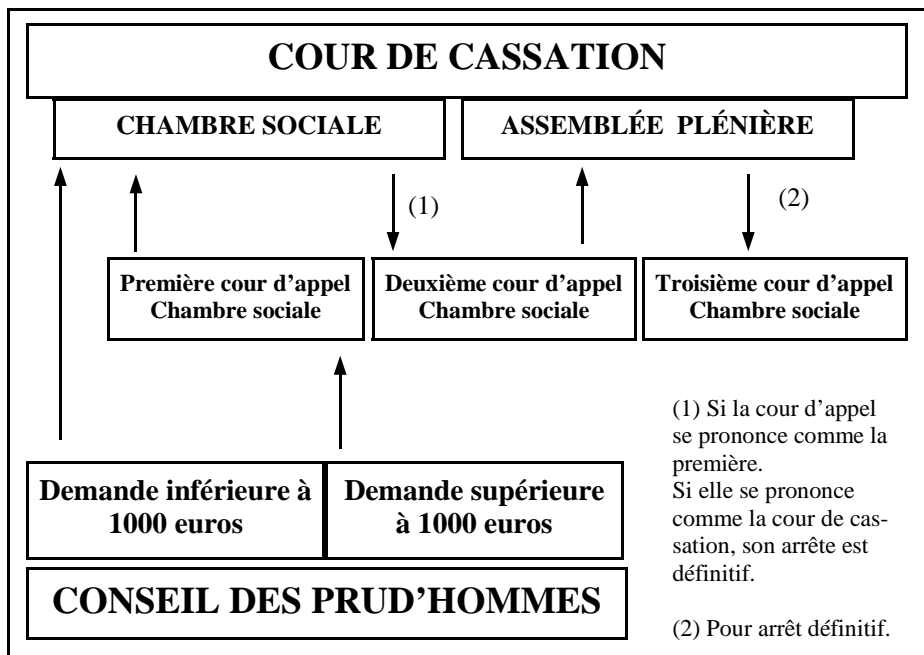 COUR DE CASSATION
CHAMBRE SOCIALE
ASSEMBLÉE PLÉNIÈRE
(1)
(2)
Première cour d'appel
Chambre sociale
Deuxième cour d'appel
Chambre sociale
Troisième cour d'appel
Chambre sociale
Demande inférieure à
1000 euros
Demande supérieure
à 1000 euros
CONSEIL DES PRUD'HOMMES
(1) Si la cour d'appel
se prononce comme la
première.
Si elle se prononce
comme la cour de cas-
sation, son arrête est
définitif.
(2) Pour arrêt définitif.